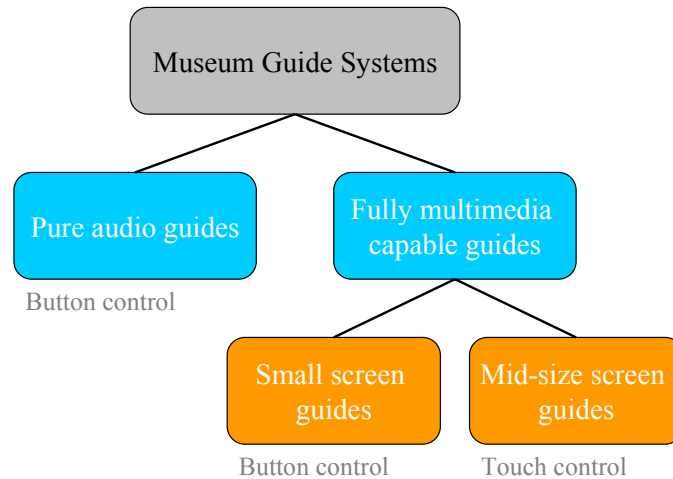 Museum Guide Systems
Pure audio guides
Fully multimedia
capable guides
Button control
Small screen
guides
Mid-size screen
guides
Button control
Touch control